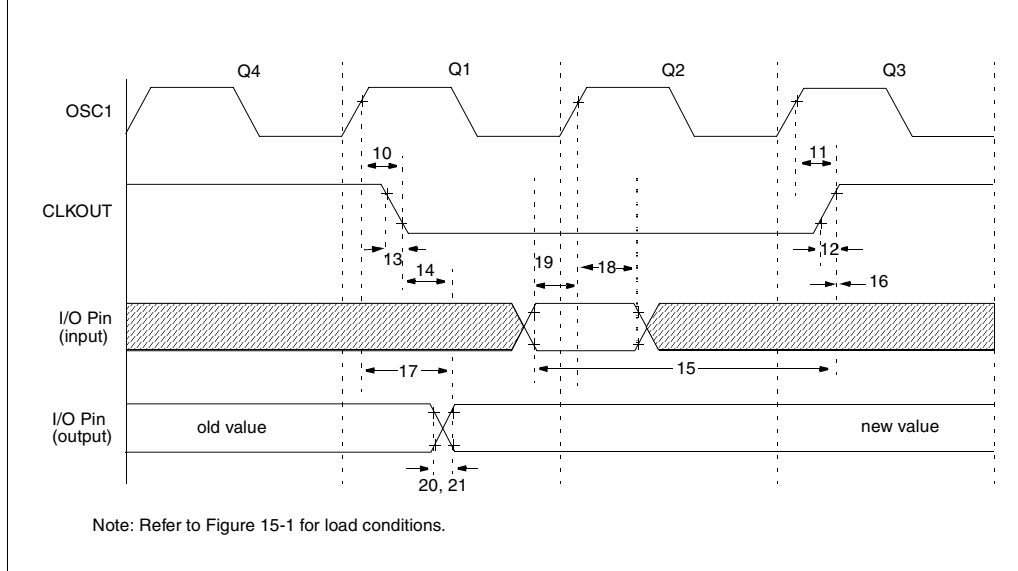 Q4 Q1 Q2 Q3
OSC1
10 11
CLKOUT
13 12
14 19 18 16
I/O Pin
(input)
17 15
I/O Pin
(output)
old value new value
20, 21
Note: Refer to Figure 15-1 for load conditions.